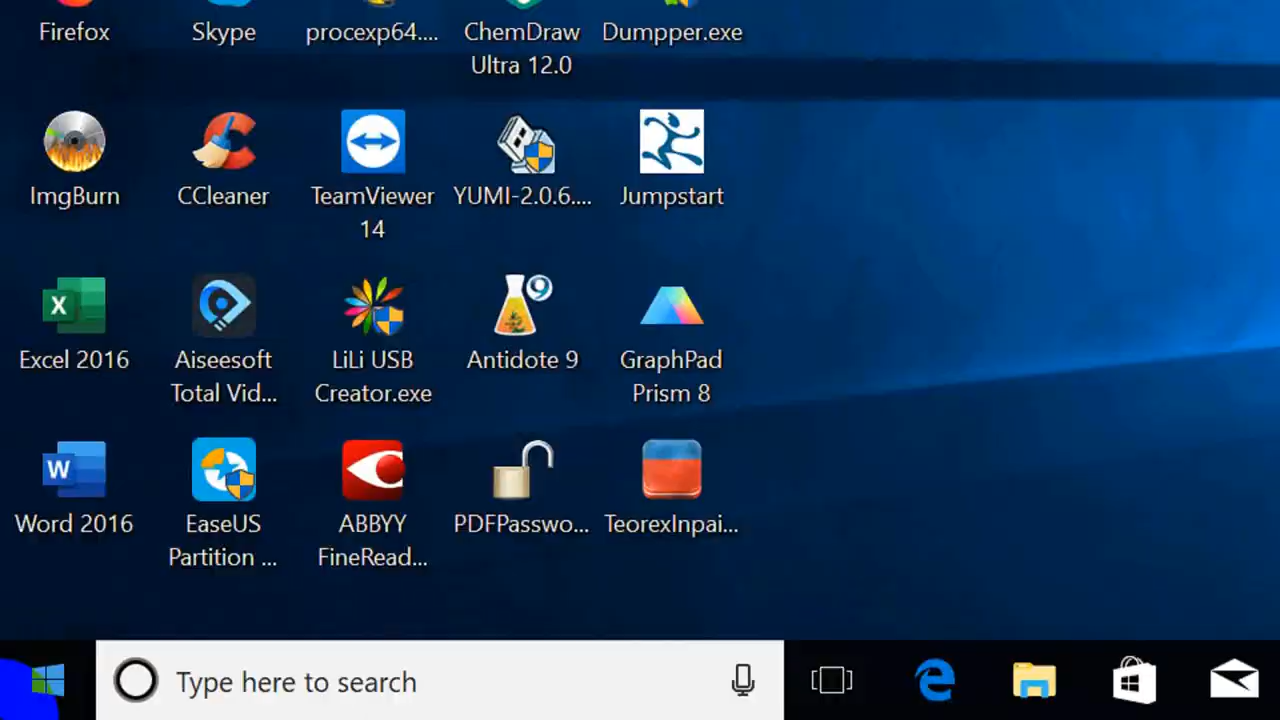 Firefox
Skype
procexp64....
ChemDraw
Ultra 12.0
Dumpper.exe
ImgBurn
CCleaner
TeamViewer
14
YUMI-2.0.6....
Jumpstart
X
Excel 2016
Aiseesoft
Total Vid...
LiLi USB
Creator.exe
9
Antidote 9
GraphPad
Prism 8
W
Word 2016
EaseUS
Partition ...
ABBYY
FineRead...
PDFPasswo...
TeorexInpai...
Type here to search